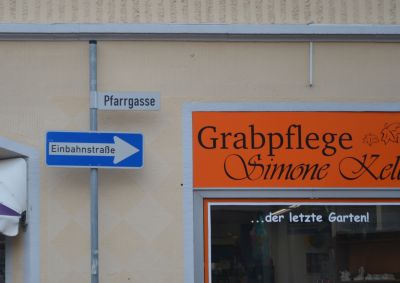 Pfarrgasse
Einbahnstraße
Grabpflege
Simone
...der letzte Garten!